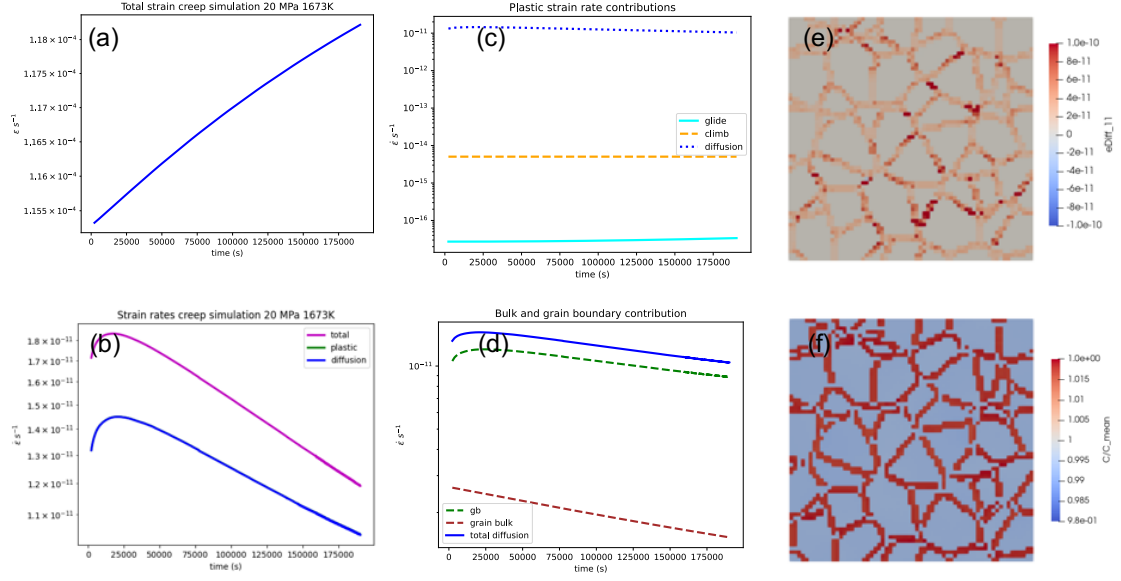 Total strain creep simulation 20 MPa 1673K
(a)
1.18 × 10⁻⁴
1.175 × 10⁻⁴
1.17 × 10⁻⁴
1.165 × 10⁻⁴
1.16 × 10⁻⁴
1.155 × 10⁻⁴
ε s⁻¹
0 25000 50000 75000 100000 125000 150000 175000
time (s)
Plastic strain rate contributions
(c)
10⁻¹¹
10⁻¹²
10⁻¹³
10⁻¹⁴
10⁻¹⁵
10⁻¹⁶
ε̇ s⁻¹
glide
climb
diffusion
0 25000 50000 75000 100000 125000 150000 175000
time (s)
(e)
1.0e-10
8e-11
6e-11
4e-11
2e-11
0
-2e-11
-4e-11
-6e-11
-8e-11
-1.0e-10
eDiff_11
Strain rates creep simulation 20 MPa 1673K
(b)
1.8 × 10⁻¹¹
1.7 × 10⁻¹¹
1.6 × 10⁻¹¹
1.5 × 10⁻¹¹
1.4 × 10⁻¹¹
1.3 × 10⁻¹¹
1.2 × 10⁻¹¹
1.1 × 10⁻¹¹
ε̇ s⁻¹
total
plastic
diffusion
0 25000 50000 75000 100000 125000 150000 175000
time (s)
Bulk and grain boundary contribution
(d)
10⁻¹¹
ε̇ s⁻¹
gb
grain bulk
total diffusion
0 25000 50000 75000 100000 125000 150000 175000
time (s)
(f)
1.0e+00
1.015
1.01
1.005
1
0.995
0.99
0.985
9.8e-01
C/C_mean